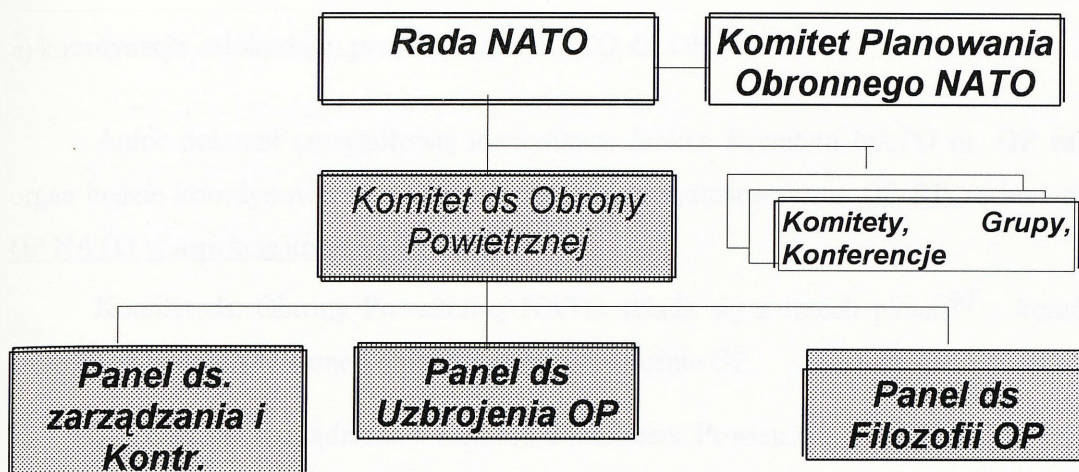 Rada NATO
Komitet Planowania
Obronnego NATO
Komitet ds Obrony
Powietrznej
Komitety, Grupy,
Konferencje
Panel ds.
zarządzania i
Kontr.
Panel ds
Uzbrojenia OP
Panel ds
Filozofii OP